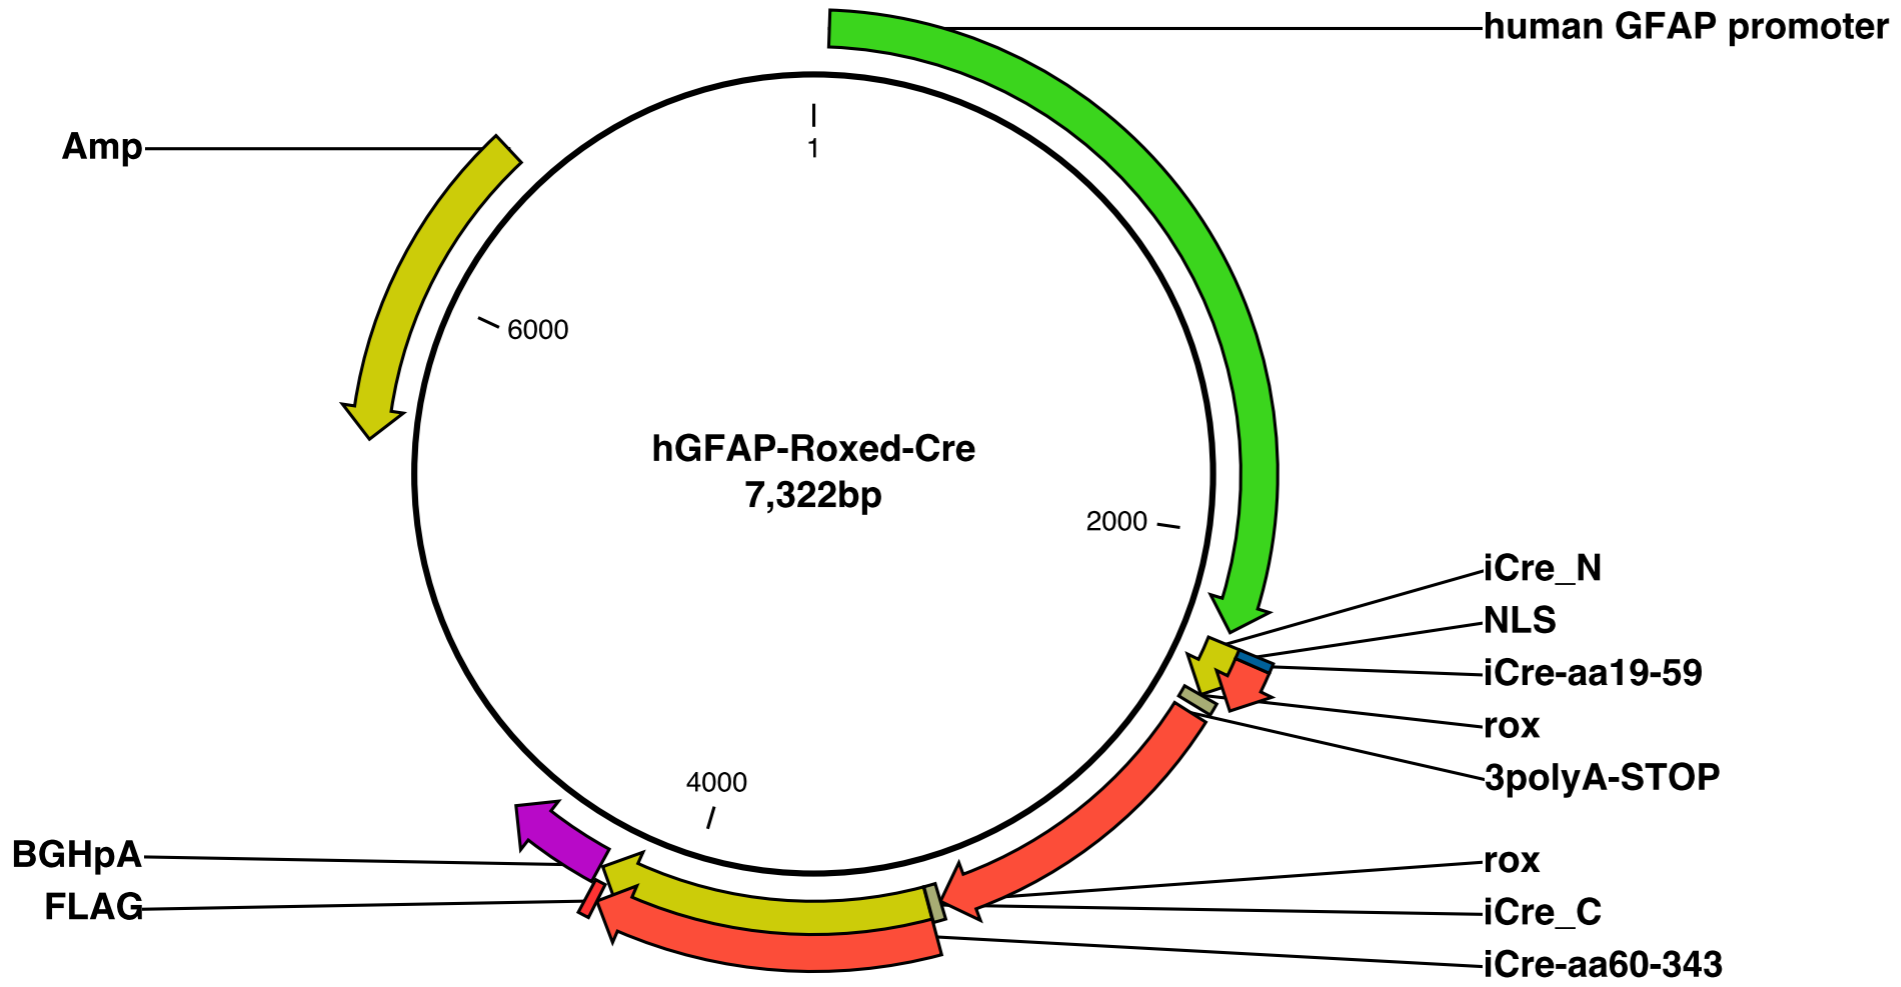 human GFAP promoter
Amp
1
6000
hGFAP-Roxed-Cre
7,322bp
2000
iCre_N
NLS
iCre-aa19-59
rox
3polyA-STOP
4000
BGHpA
FLAG
rox
iCre_C
iCre-aa60-343